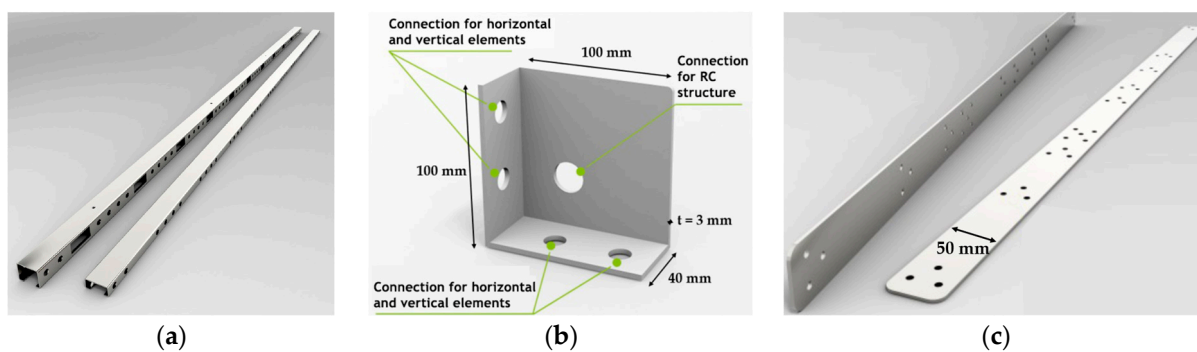 Connection for horizontal
and vertical elements
100 mm
Connection
for RC
structure
100 mm
t = 3 mm
40 mm
Connection for horizontal
and vertical elements
50 mm
(a)
(b)
(c)